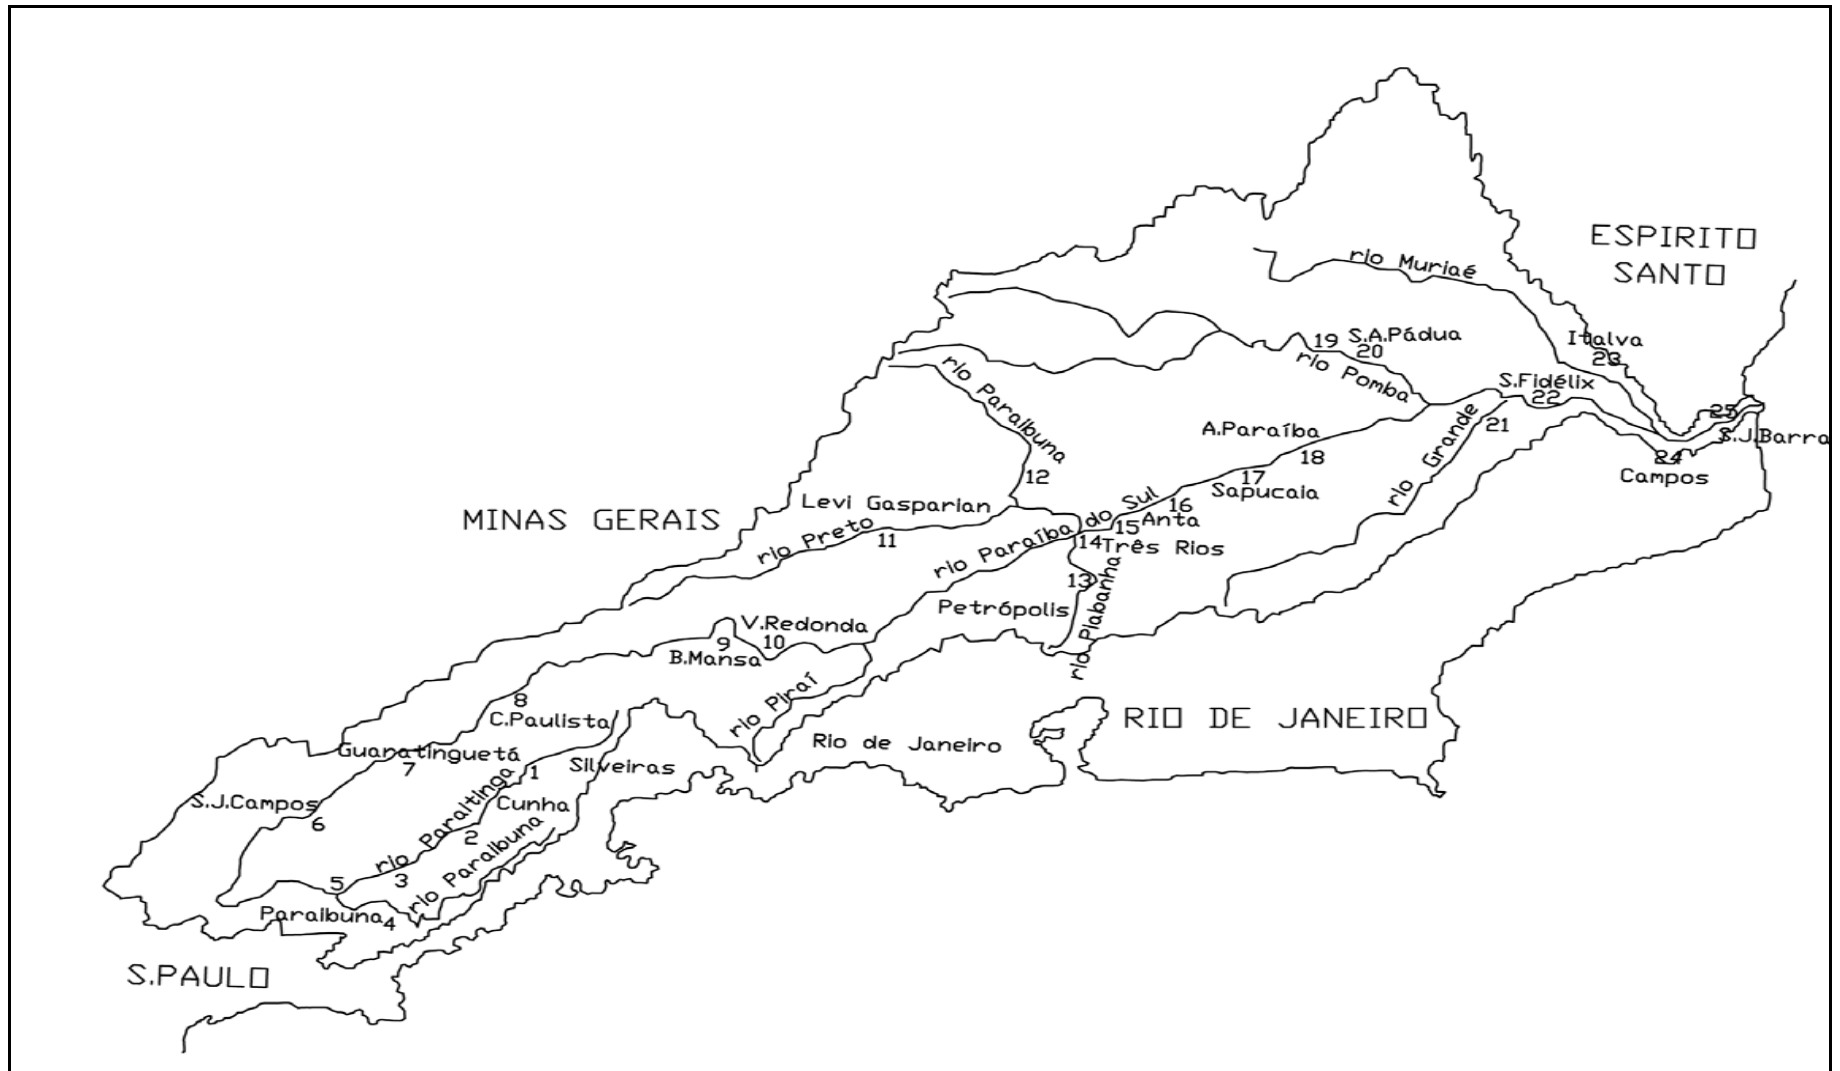 ESPIRITO
SANTO
rio Muriaé
Italva
23
19 S.A.Pádua
20
rio Pomba
S.Fidélix
22
25
S.J.Barra
24
Campos
21
rio Grande
rio Paraibuna
12
A.Paraíba
18
17
Sapucaia
16
Anta
15
MINAS GERAIS
Levi Gasparian
rio Preto
11
rio Paraíba do Sul
14
Três Rios
13
rio Piabanha
Petrópolis
V.Redonda
10
9
B.Mansa
rio Piraí
8
C.Paulista
RIO DE JANEIRO
Rio de Janeiro
Guaratinguetá
7
1
Silveiras
rio Paraitinga
Cunha
S.J.Campos
6
2
rio Paraibuna
3
5
Paraibuna
4
S.PAULO